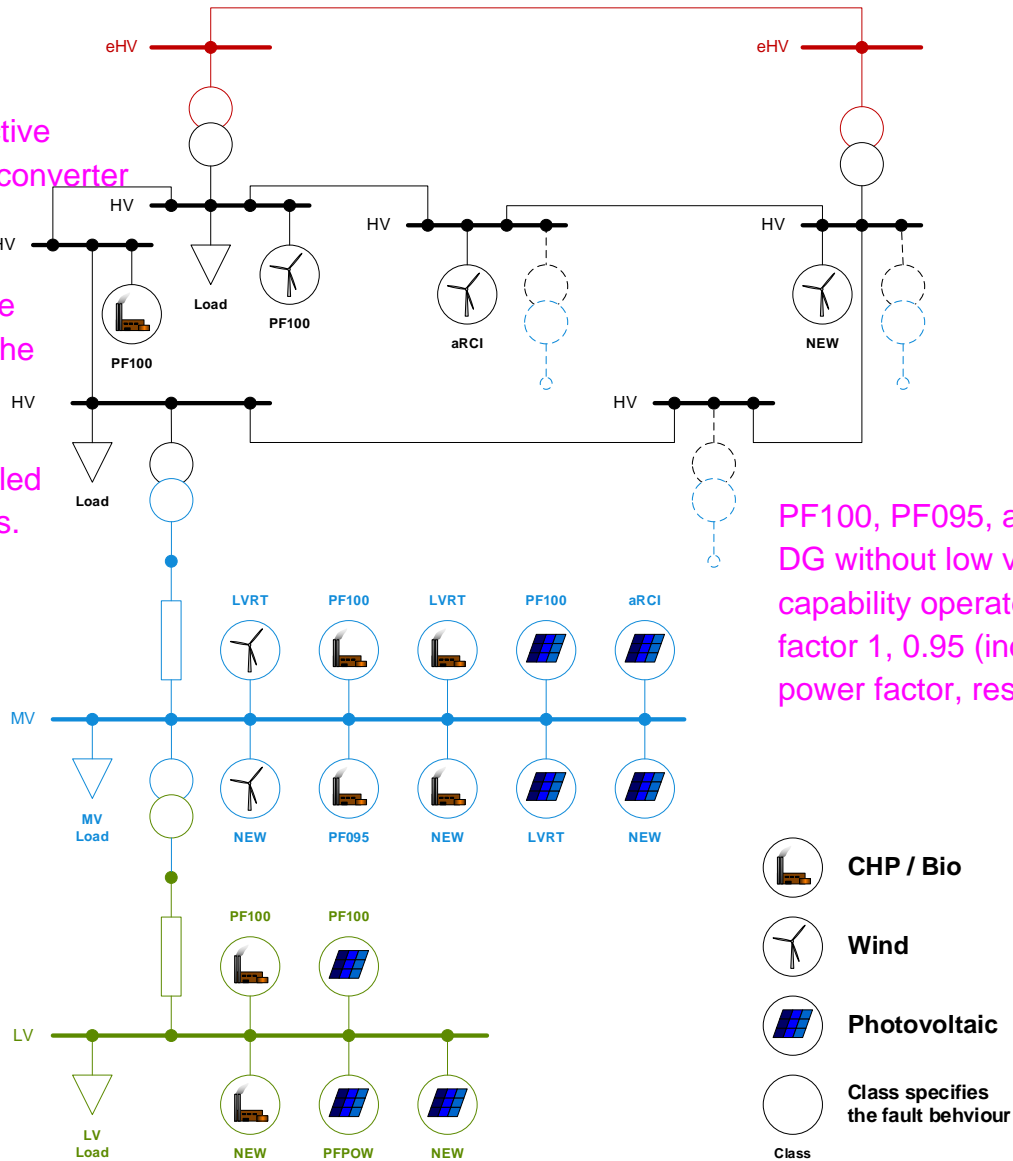 eHV
eHV
tive
converter
HV
HV
HV
HV
Load
PF100
PF100
aRCI
NEW
e
he
HV
HV
Load
led
s.
PF100, PF095, a
DG without low v
capability operat
factor 1, 0.95 (in
power factor, res
LVRT
PF100
LVRT
PF100
aRCI
MV
MV
Load
NEW
PF095
NEW
LVRT
NEW
PF100
PF100
LV
LV
Load
NEW
PFPOW
NEW
CHP / Bio
Wind
Photovoltaic
Class specifies
the fault behviour
Class